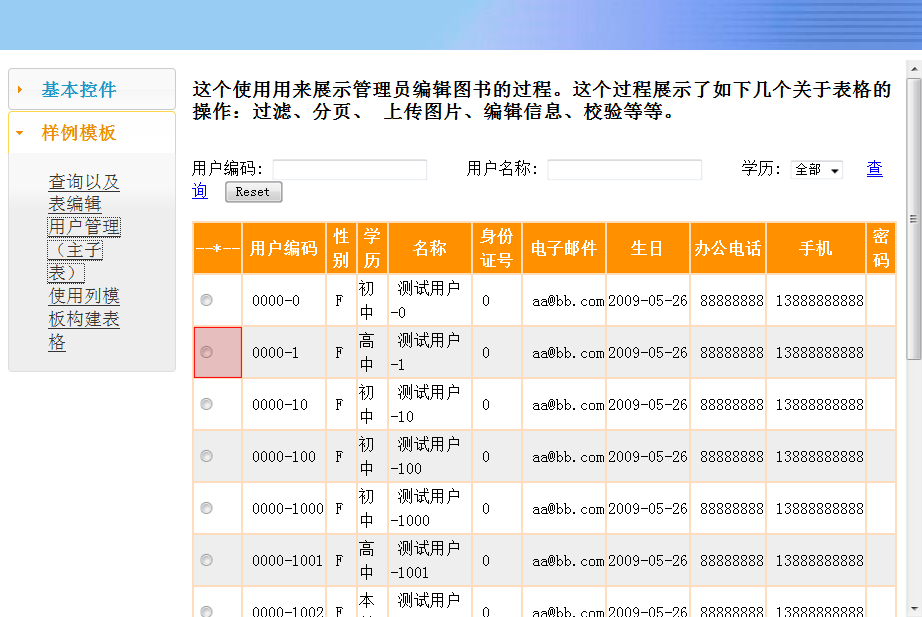 基本控件
样例模板
查询以及
表编辑
用户管理
（主子
表）
使用列模
板构建表
格
这个使用用来展示管理员编辑图书的过程。这个过程展示了如下几个关于表格的
操作：过滤、分页、 上传图片、编辑信息、校验等等。
用户编码： 用户名称： 学历： 全部 查
询 Reset
--*-- 用户编码 性别 学历 名称 身份证号 电子邮件 生日 办公电话 手机 密码
0000-0 F 初中 测试用户-0 0 aa@bb.com 2009-05-26 88888888 13888888888
0000-1 F 高中 测试用户-1 0 aa@bb.com 2009-05-26 88888888 13888888888
0000-10 F 初中 测试用户-10 0 aa@bb.com 2009-05-26 88888888 13888888888
0000-100 F 初中 测试用户-100 0 aa@bb.com 2009-05-26 88888888 13888888888
0000-1000 F 初中 测试用户-1000 0 aa@bb.com 2009-05-26 88888888 13888888888
0000-1001 F 高中 测试用户-1001 0 aa@bb.com 2009-05-26 88888888 13888888888
0000-1002 F 本 测试用户 0 aa@bb.com 2009-05-26 88888888 13888888888